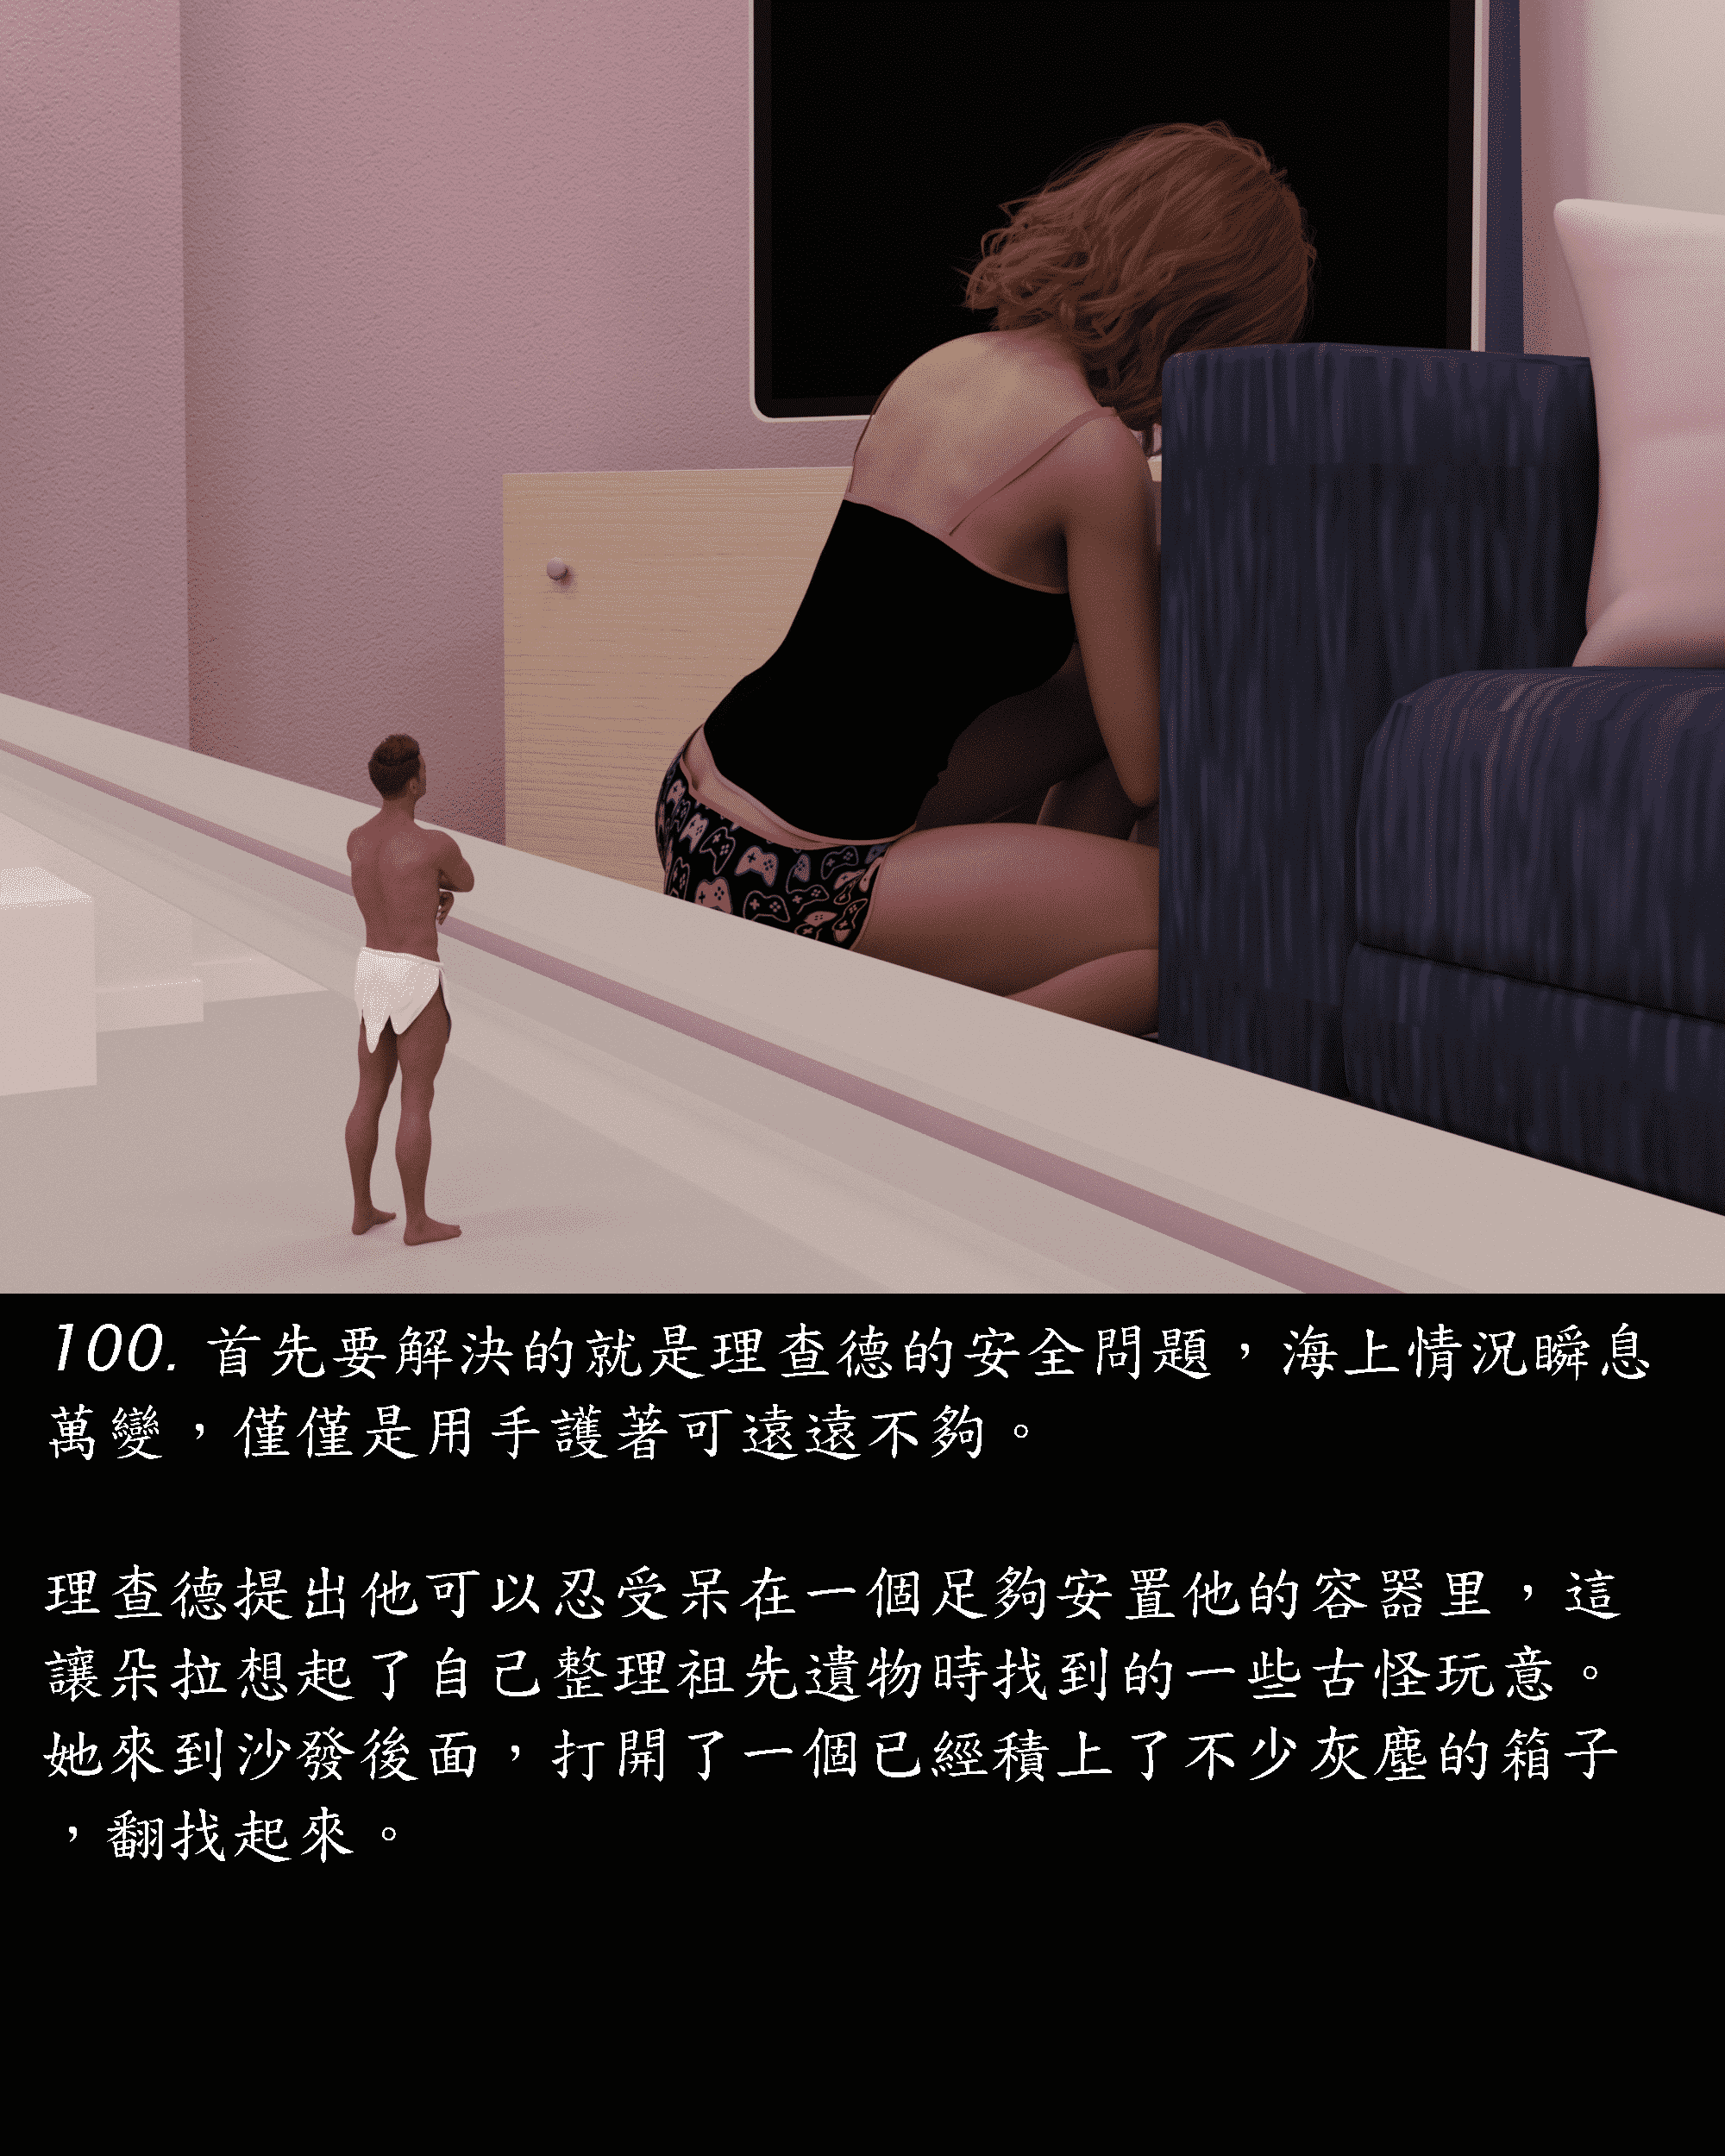 100. 首先要解決的就是理查德的安全問題，海上情況瞬息
萬變，僅僅是用手護著可遠遠不夠。
理查德提出他可以忍受呆在一個足夠安置他的容器里，這
讓朵拉想起了自己整理祖先遺物時找到的一些古怪玩意。
她來到沙發後面，打開了一個已經積上了不少灰塵的箱子
，翻找起來。